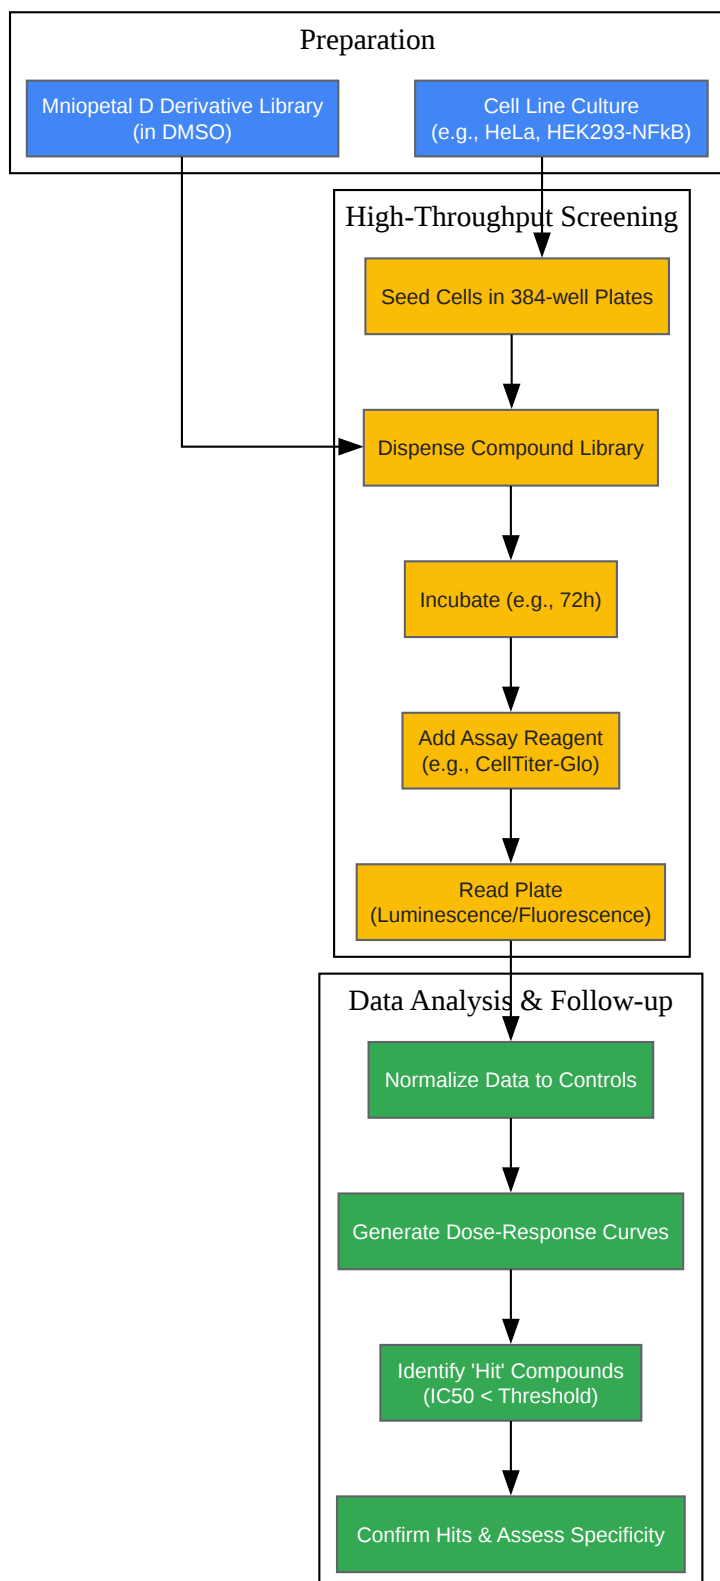 Preparation
Mniopetal D Derivative Library
(in DMSO)
Cell Line Culture
(e.g., HeLa, HEK293-NFkB)
High-Throughput Screening
Seed Cells in 384-well Plates
Dispense Compound Library
Incubate (e.g., 72h)
Add Assay Reagent
(e.g., CellTiter-Glo)
Read Plate
(Luminescence/Fluorescence)
Data Analysis & Follow-up
Normalize Data to Controls
Generate Dose-Response Curves
Identify 'Hit' Compounds
(IC50 < Threshold)
Confirm Hits & Assess Specificity